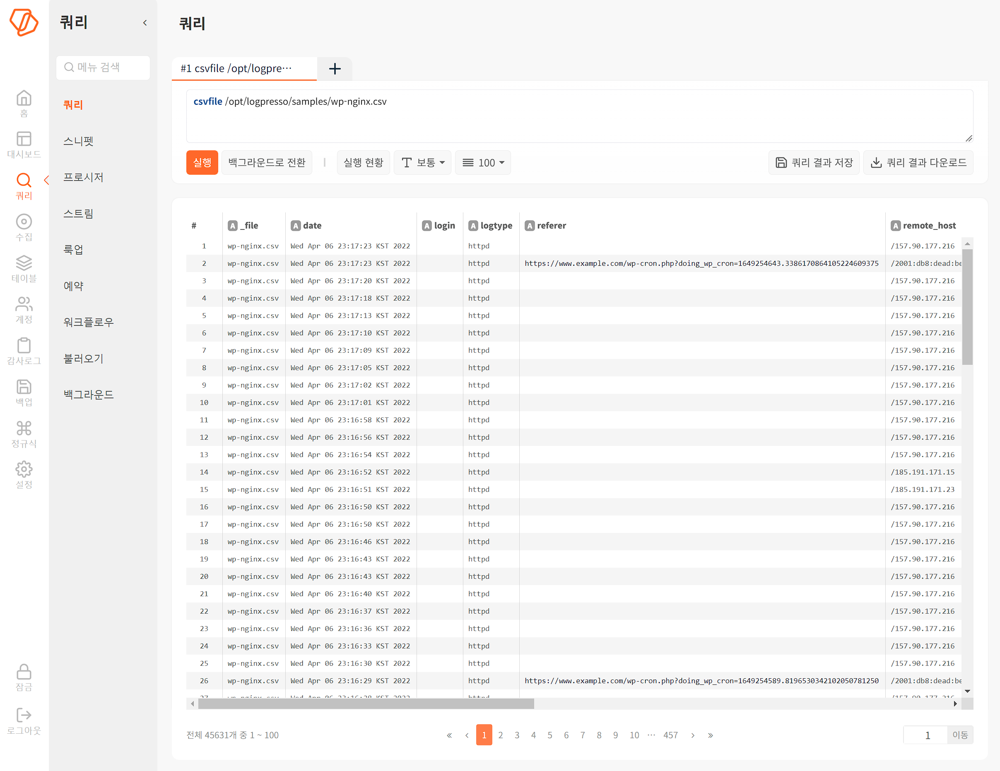 홈
대시보드
쿼리
수집
테이블
계정
감사로그
백업
정규식
설정
잠금
로그아웃
쿼리
메뉴 검색
쿼리
스니펫
프로시저
스트림
룩업
예약
워크플로우
불러오기
백그라운드
쿼리
#1 csvfile /opt/logpre···
csvfile /opt/logpresso/samples/wp-nginx.csv
실행 백그라운드로 전환 | 실행 현황 보통 100 쿼리 결과 저장 쿼리 결과 다운로드
# A _file A date A login A logtype A referer A remote_host
1 wp-nginx.csv Wed Apr 06 23:17:23 KST 2022 httpd /157.90.177.216
2 wp-nginx.csv Wed Apr 06 23:17:23 KST 2022 httpd https://www.example.com/wp-cron.php?doing_wp_cron=1649254643.3386170864105224609375 /2001:db8:dead:be
3 wp-nginx.csv Wed Apr 06 23:17:20 KST 2022 httpd /157.90.177.216
4 wp-nginx.csv Wed Apr 06 23:17:18 KST 2022 httpd /157.90.177.216
5 wp-nginx.csv Wed Apr 06 23:17:13 KST 2022 httpd /157.90.177.216
6 wp-nginx.csv Wed Apr 06 23:17:10 KST 2022 httpd /157.90.177.216
7 wp-nginx.csv Wed Apr 06 23:17:09 KST 2022 httpd /157.90.177.216
8 wp-nginx.csv Wed Apr 06 23:17:05 KST 2022 httpd /157.90.177.216
9 wp-nginx.csv Wed Apr 06 23:17:02 KST 2022 httpd /157.90.177.216
10 wp-nginx.csv Wed Apr 06 23:17:01 KST 2022 httpd /157.90.177.216
11 wp-nginx.csv Wed Apr 06 23:16:58 KST 2022 httpd /157.90.177.216
12 wp-nginx.csv Wed Apr 06 23:16:56 KST 2022 httpd /157.90.177.216
13 wp-nginx.csv Wed Apr 06 23:16:54 KST 2022 httpd /157.90.177.216
14 wp-nginx.csv Wed Apr 06 23:16:52 KST 2022 httpd /185.191.171.15
15 wp-nginx.csv Wed Apr 06 23:16:51 KST 2022 httpd /185.191.171.23
16 wp-nginx.csv Wed Apr 06 23:16:50 KST 2022 httpd /157.90.177.216
17 wp-nginx.csv Wed Apr 06 23:16:50 KST 2022 httpd /157.90.177.216
18 wp-nginx.csv Wed Apr 06 23:16:46 KST 2022 httpd /157.90.177.216
19 wp-nginx.csv Wed Apr 06 23:16:43 KST 2022 httpd /157.90.177.216
20 wp-nginx.csv Wed Apr 06 23:16:43 KST 2022 httpd /157.90.177.216
21 wp-nginx.csv Wed Apr 06 23:16:40 KST 2022 httpd /157.90.177.216
22 wp-nginx.csv Wed Apr 06 23:16:37 KST 2022 httpd /157.90.177.216
23 wp-nginx.csv Wed Apr 06 23:16:36 KST 2022 httpd /157.90.177.216
24 wp-nginx.csv Wed Apr 06 23:16:33 KST 2022 httpd /157.90.177.216
25 wp-nginx.csv Wed Apr 06 23:16:30 KST 2022 httpd /157.90.177.216
26 wp-nginx.csv Wed Apr 06 23:16:29 KST 2022 httpd https://www.example.com/wp-cron.php?doing_wp_cron=1649254589.8196530342102050781250 /2001:db8:dead:be
전체 45631개 중 1 ~ 100 « ‹ 1 2 3 4 5 6 7 8 9 10 ··· 457 › » 1 이동